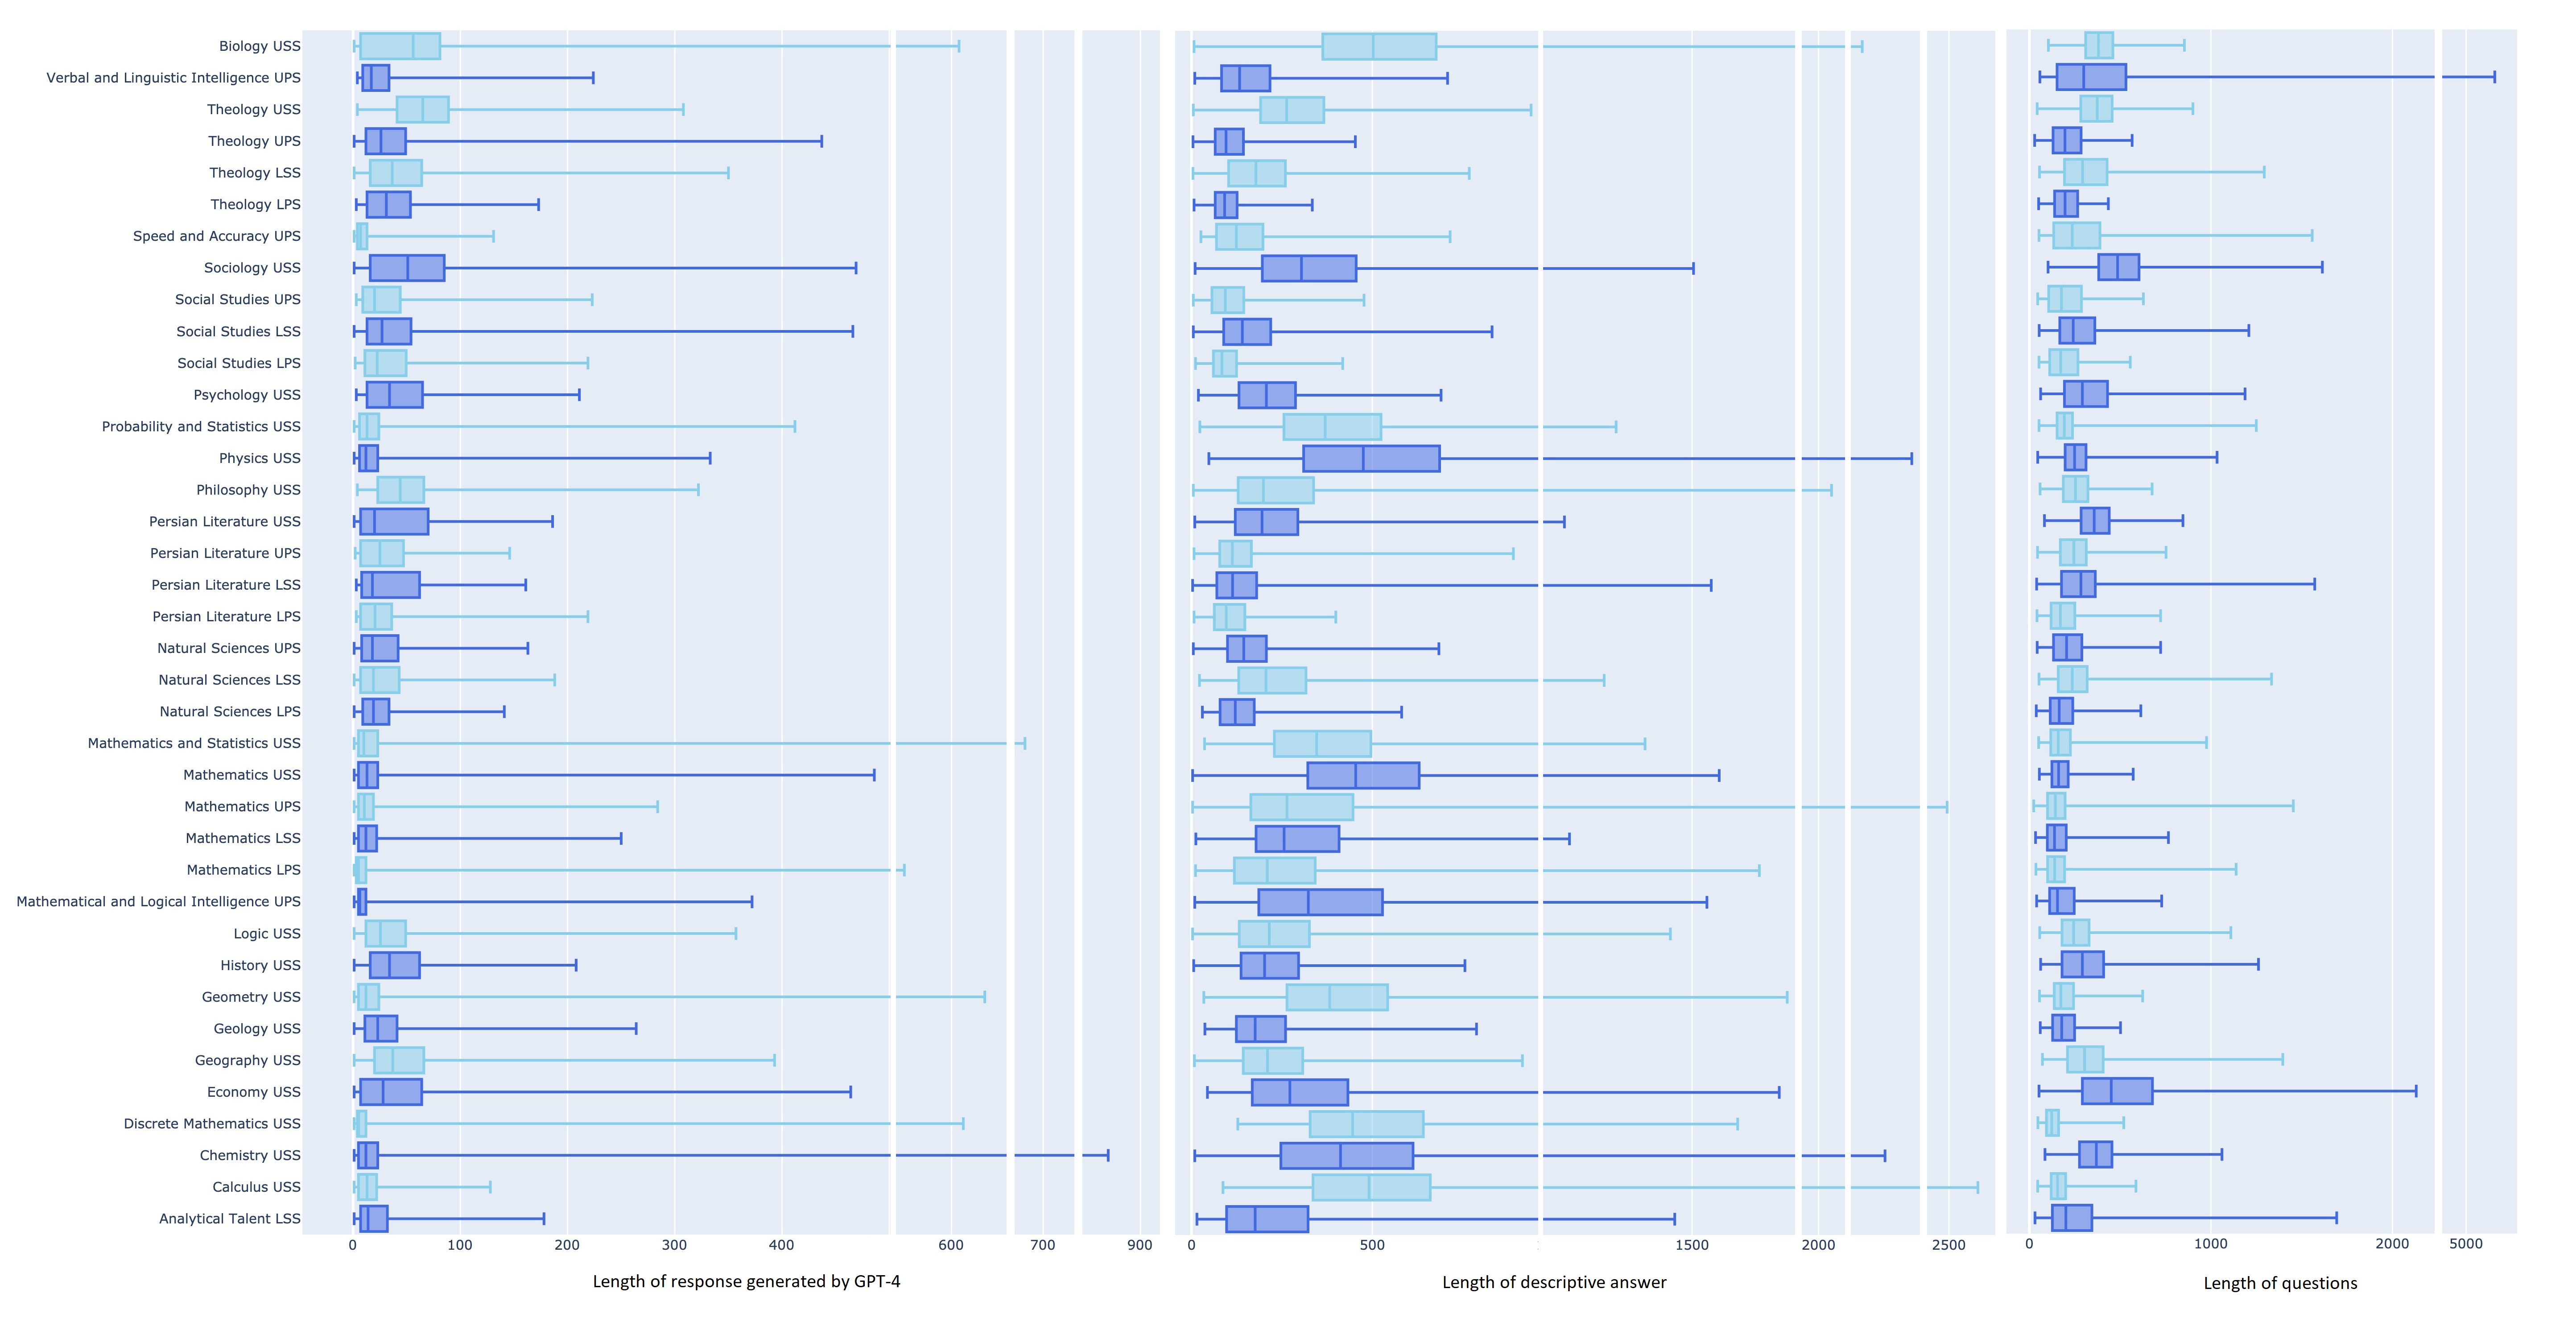 Biology USS
Verbal and Linguistic Intelligence UPS
Theology USS
Theology UPS
Theology LSS
Theology LPS
Speed and Accuracy UPS
Sociology USS
Social Studies UPS
Social Studies LSS
Social Studies LPS
Psychology USS
Probability and Statistics USS
Physics USS
Philosophy USS
Persian Literature USS
Persian Literature UPS
Persian Literature LSS
Persian Literature LPS
Natural Sciences UPS
Natural Sciences LSS
Natural Sciences LPS
Mathematics and Statistics USS
Mathematics USS
Mathematics UPS
Mathematics LSS
Mathematics LPS
Mathematical and Logical Intelligence UPS
Logic USS
History USS
Geometry USS
Geology USS
Geography USS
Economy USS
Discrete Mathematics USS
Chemistry USS
Calculus USS
Analytical Talent LSS
0 100 200 300 400 600 700 900
Length of response generated by GPT-4
0 500 1500 2000 2500
Length of descriptive answer
0 1000 2000 5000
Length of questions